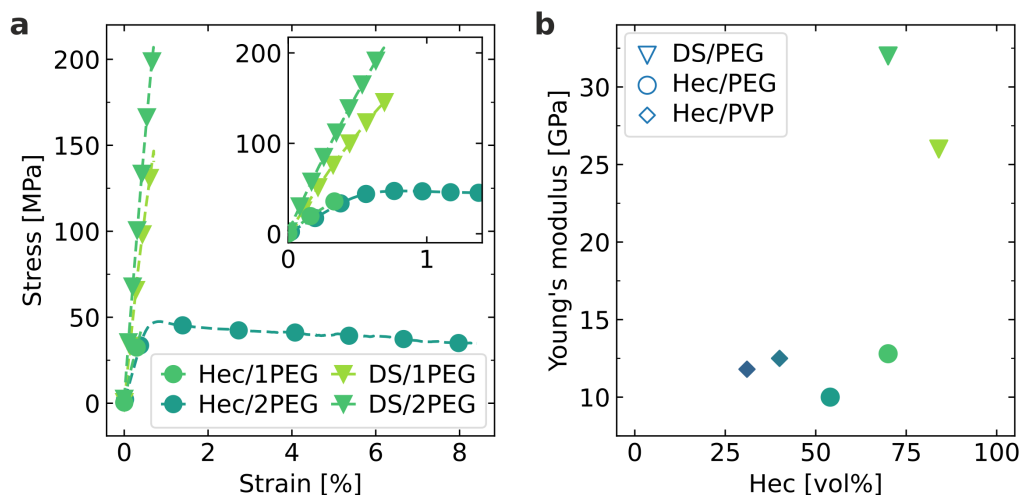 a
Stress [MPa]
200
150
100
50
0
0 2 4 6 8
Strain [%]
200
100
0
0 1
Hec/1PEG DS/1PEG
Hec/2PEG DS/2PEG
b
DS/PEG
Hec/PEG
Hec/PVP
Young's modulus [GPa]
30
25
20
15
10
0 25 50 75 100
Hec [vol%]